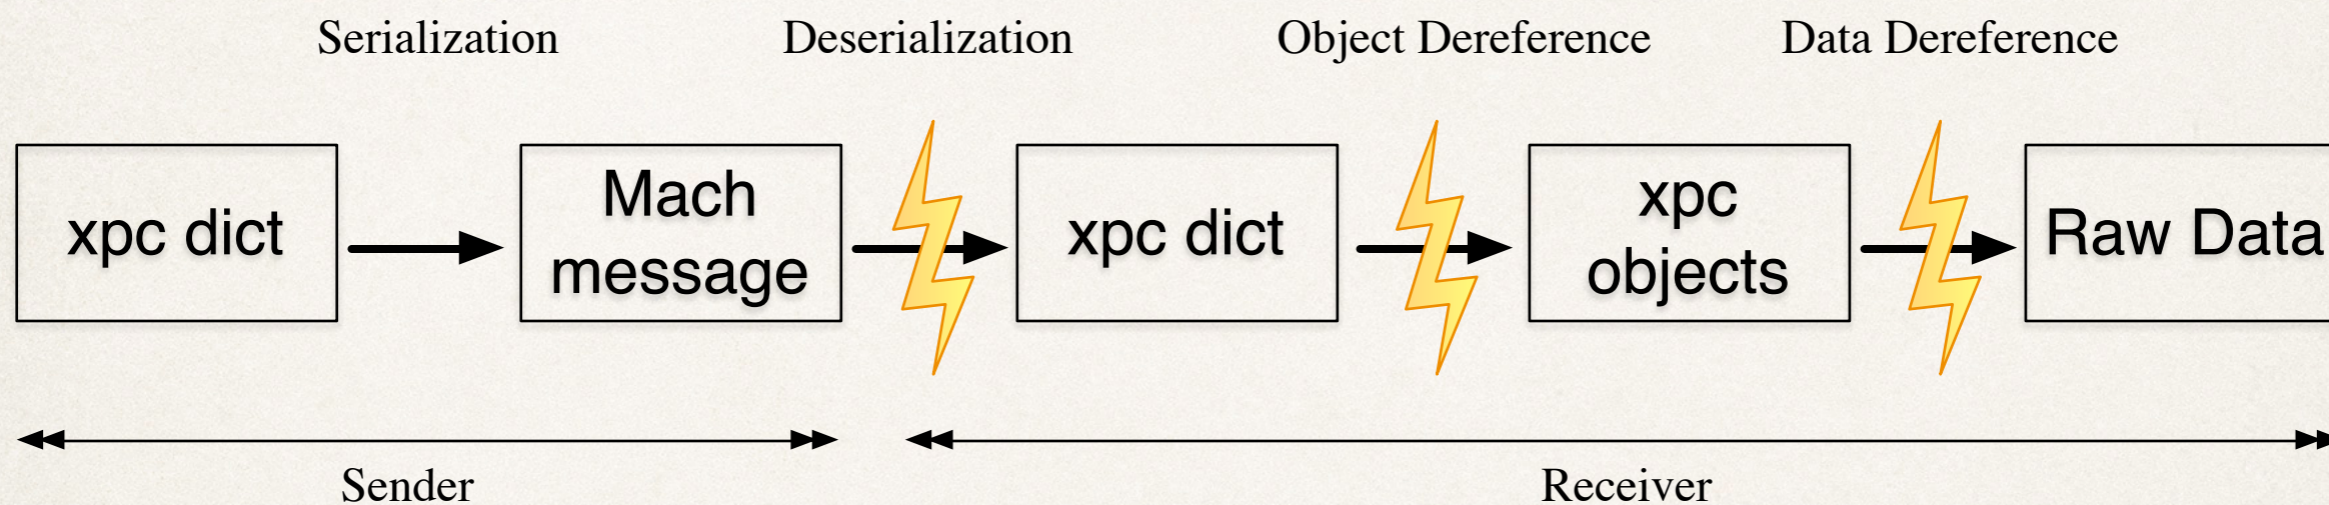 Serialization
Deserialization
Object Dereference
Data Dereference
xpc dict
Mach
message
xpc dict
xpc
objects
Raw Data
Sender
Receiver